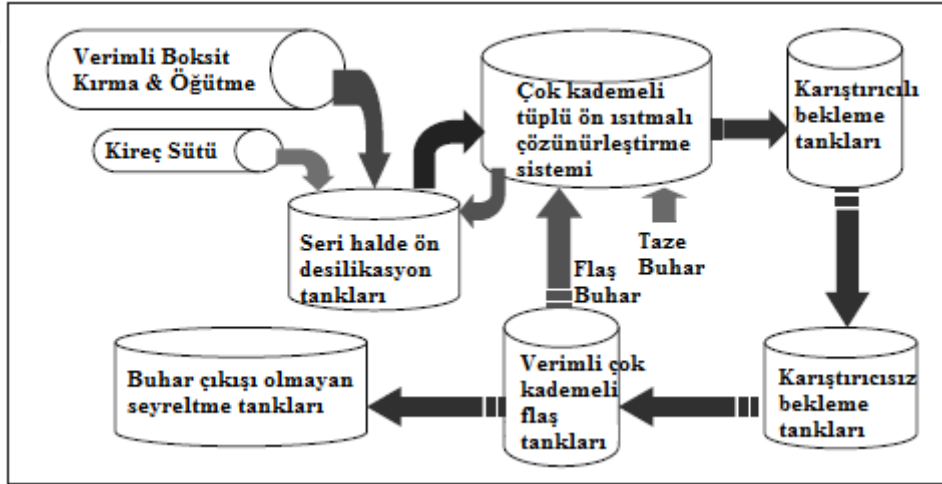 Verimli Boksit
Kırma & Öğütme
Kireç Sütü
Seri halde ön
desilikasyon
tankları
Çok kademeli
tüplü ön ısıtmalı
çözünürleştirme
sistemi
Karıştırıcılı
bekleme
tankları
Taze
Buhar
Flaş
Buhar
Buhar çıkışı olmayan
seyreltme tankları
Verimli çok
kademeli
flaş
tankları
Karıştırıcısız
bekleme
tankları